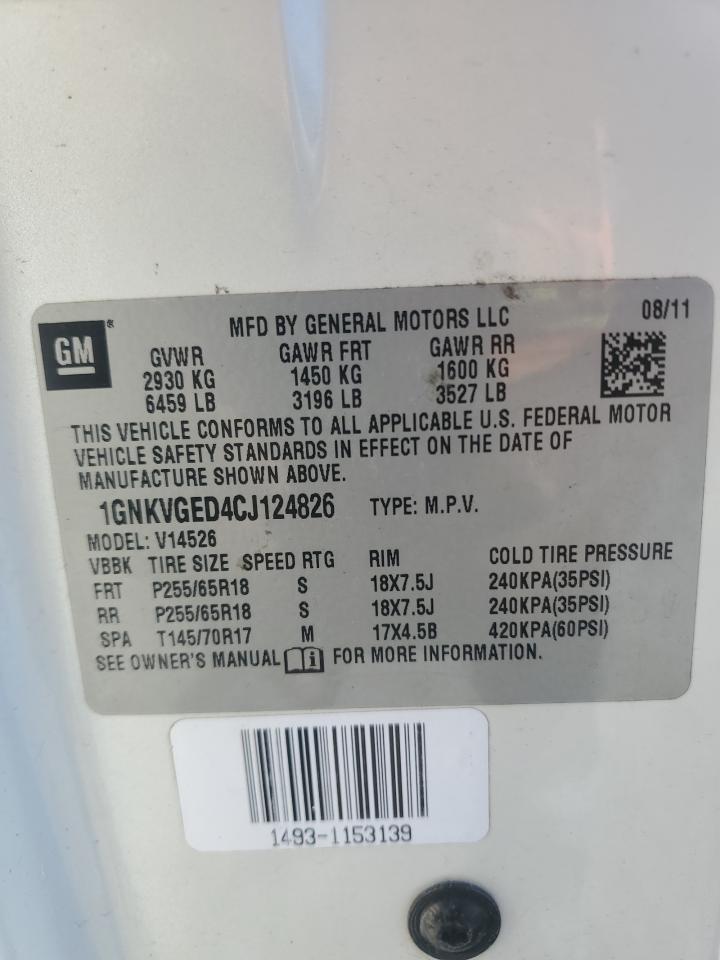 GM ® MFD BY GENERAL MOTORS LLC 08/11
GVWR GAWR FRT GAWR RR
2930 KG 1450 KG 1600 KG
6459 LB 3196 LB 3527 LB
THIS VEHICLE CONFORMS TO ALL APPLICABLE U.S. FEDERAL MOTOR
VEHICLE SAFETY STANDARDS IN EFFECT ON THE DATE OF
MANUFACTURE SHOWN ABOVE.
1GNKVGED4CJ124826 TYPE: M.P.V.
MODEL: V14526
VBBK TIRE SIZE SPEED RTG RIM COLD TIRE PRESSURE
FRT P255/65R18 S 18X7.5J 240KPA(35PSI)
RR P255/65R18 S 18X7.5J 240KPA(35PSI)
SPA T145/70R17 M 17X4.5B 420KPA(60PSI)
SEE OWNER'S MANUAL i FOR MORE INFORMATION.
1493-1153139